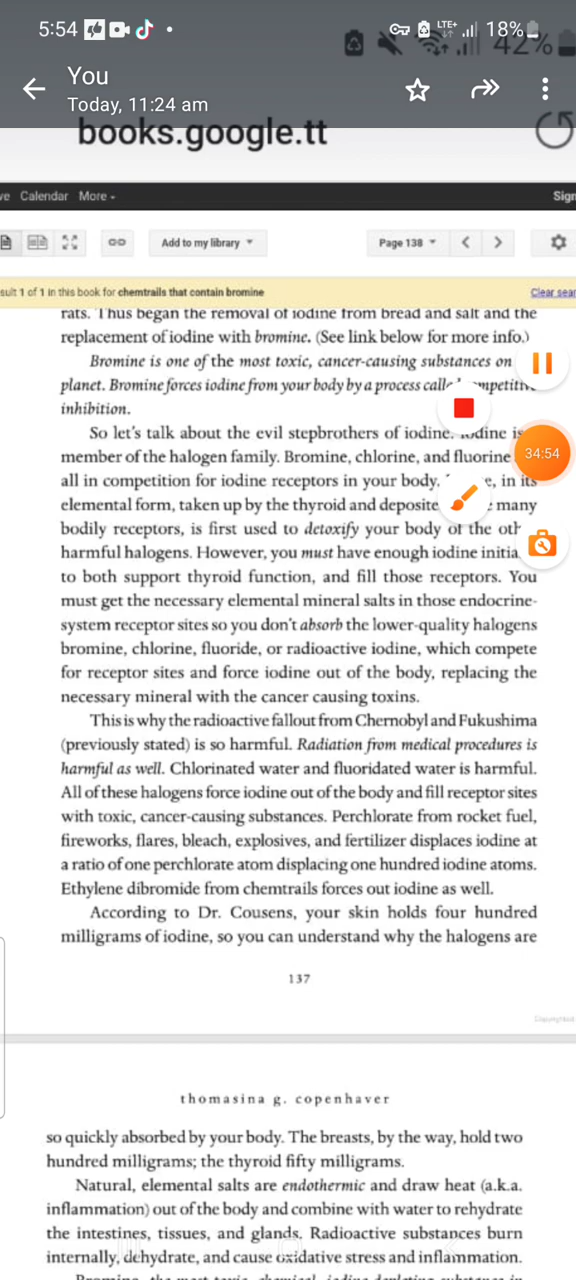 5:54
LTE+
18%
42%
You
Today, 11:24 am
books.google.tt
ve Calendar More
Sign
Add to my library
Page 138
sult 1 of 1 in this book for chemtrails that contain bromine
Clear sear
rats. Thus began the removal of iodine from bread and salt and the
replacement of iodine with bromine. (See link below for more info.)
Bromine is one of the most toxic, cancer-causing substances on
planet. Bromine forces iodine from your body by a process
inhibition.
34:54
So let's talk about the evil stepbrothers of iodine. Iodine is
member of the halogen family. Bromine, chlorine, and fluorine
all in competition for iodine receptors in your body. in its
elemental form, taken up by the thyroid and many
bodily receptors, is first used to detoxify your body of the
harmful halogens. However, you must have enough iodine
to both support thyroid function, and fill those receptors. You
must get the necessary elemental mineral salts in those endocrine-
system receptor sites so you don't absorb the lower-quality halogens
bromine, chlorine, fluoride, or radioactive iodine, which compete
for receptor sites and force iodine out of the body, replacing the
necessary mineral with the cancer causing toxins.
This is why the radioactive fallout from Chernobyl and Fukushima
(previously stated) is so harmful. Radiation from medical procedures is
harmful as well. Chlorinated water and fluoridated water is harmful.
All of these halogens force iodine out of the body and fill receptor sites
with toxic, cancer-causing substances. Perchlorate from rocket fuel,
fireworks, flares, bleach, explosives, and fertilizer displaces iodine at
a ratio of one perchlorate atom displacing one hundred iodine atoms.
Ethylene dibromide from chemtrails forces out iodine as well.
According to Dr. Cousens, your skin holds four hundred
milligrams of iodine, so you can understand why the halogens are
137
Copyrighted
thomasina g. copenhaver
so quickly absorbed by your body. The breasts, by the way, hold two
hundred milligrams; the thyroid fifty milligrams.
Natural, elemental salts are endothermic and draw heat (a.k.a.
inflammation) out of the body and combine with water to rehydrate
the intestines, tissues, and glands. Radioactive substances burn
internally, dehydrate, and cause oxidative stress and inflammation.